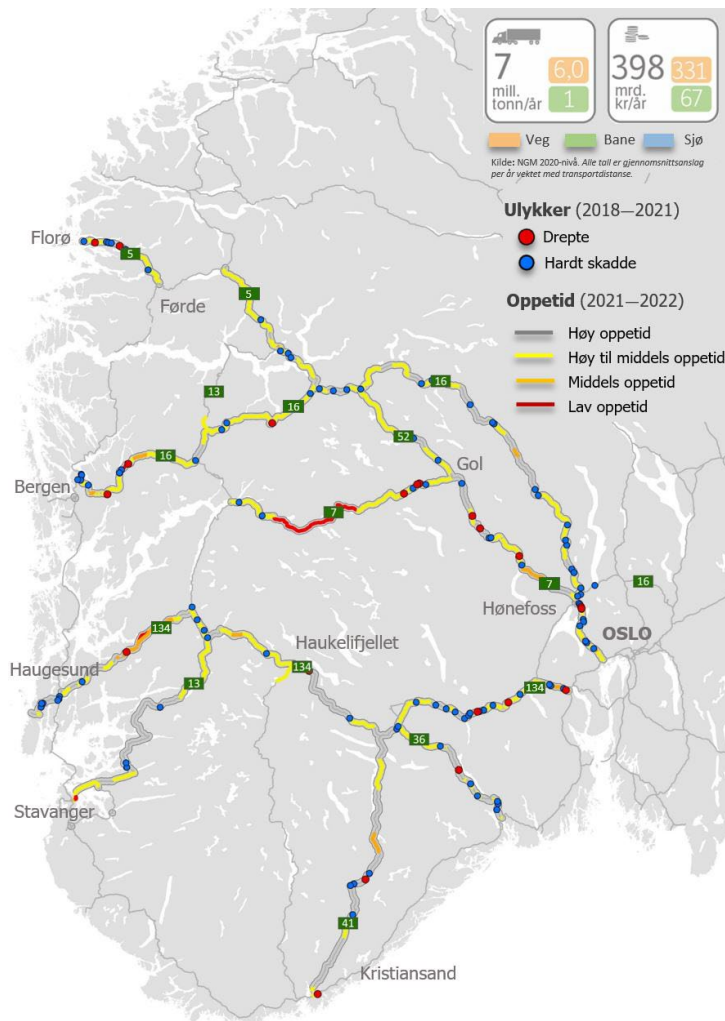 7
6,0
mill.
tonn/år
1
398
331
mrd.
kr/år
67
Veg
Bane
Sjø
Kilde: NGM 2020-nivå. Alle tall er gjennomsnittsanslag
per år vektet med transportdistanse.
Ulykker (2018—2021)
Drepte
Hardt skadde
Oppetid (2021—2022)
Høy oppetid
Høy til middels oppetid
Middels oppetid
Lav oppetid
Florø
5
Førde
5
13
16
16
16
52
Bergen
Gol
7
7
16
Hønefoss
OSLO
134
Haukelifjellet
134
Haugesund
13
134
36
Stavanger
41
Kristiansand